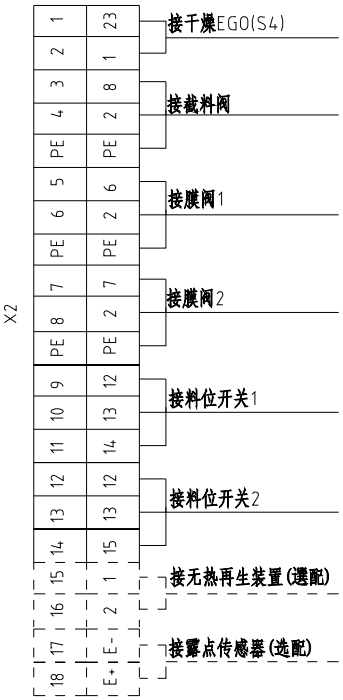 X2
1 23 接干燥EGO(S4)
2 1
3 8 接截料阀
4 2
PE PE
5 6 接膜阀1
6 2
PE PE
7 7 接膜阀2
8 2
PE PE
9 12 接料位开关1
10 13
11 14
12 12 接料位开关2
13 13
14 15
15 1 接无热再生装置(選配)
16 2
17 E- 接露点传感器(选配)
18 E+